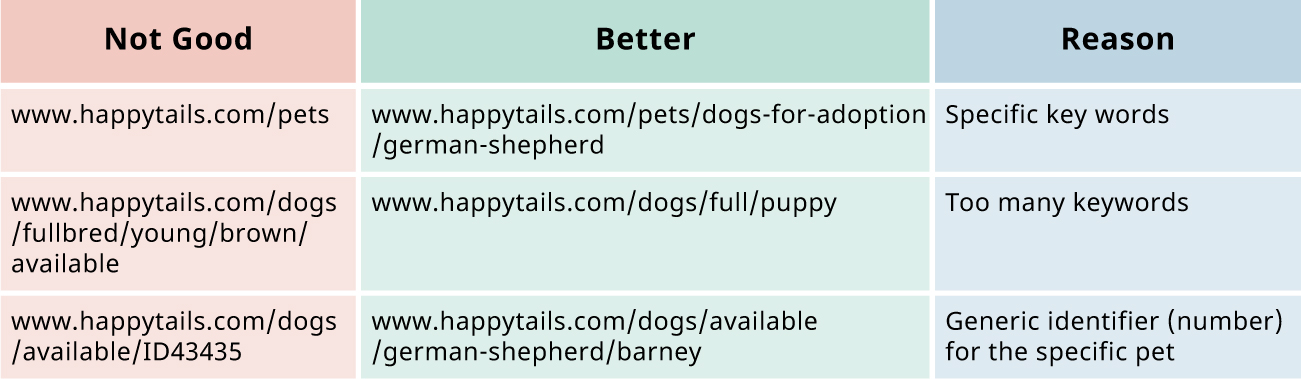 Not Good
Better
Reason
www.happytails.com/pets
www.happytails.com/pets/dogs-for-adoption
/german-shepherd
Specific key words
www.happytails.com/dogs
/fullbred/young/brown/
available
www.happytails.com/dogs/full/puppy
Too many keywords
www.happytails.com/dogs
/available/ID43435
www.happytails.com/dogs/available
/german-shepherd/barney
Generic identifier (number)
for the specific pet